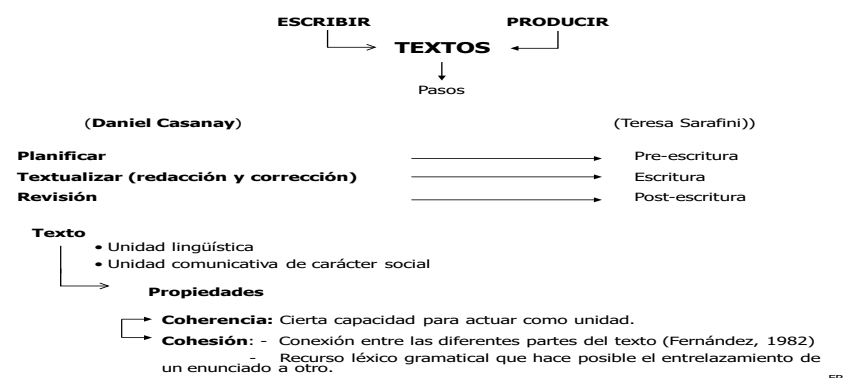 ESCRIBIR PRODUCIR
TEXTOS
Pasos
(Daniel Casanay) (Teresa Sarafini))
Planificar Pre-escritura
Textualizar (redacción y corrección) Escritura
Revisión Post-escritura
Texto
• Unidad lingüística
• Unidad comunicativa de carácter social
Propiedades
Coherencia: Cierta capacidad para actuar como unidad.
Cohesión: - Conexión entre las diferentes partes del texto (Fernández, 1982)
- Recurso léxico gramatical que hace posible el entrelazamiento de
un enunciado a otro.